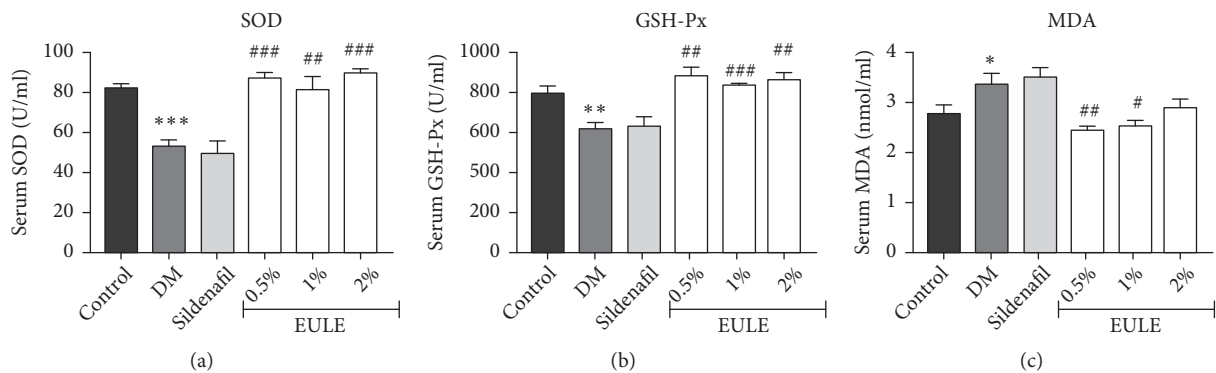 SOD
Serum SOD (U/ml)
100
80
60
40
20
0
***
###
##
###
Control
DM
Sildenafil
0.5%
1%
2%
EULE
(a)
GSH-Px
Serum GSH-Px (U/ml)
1000
800
600
500
200
0
**
##
###
##
Control
DM
Sildenafil
0.5%
1%
2%
EULE
(b)
MDA
Serum MDA (nmol/ml)
4
3
2
1
0
*
##
#
Control
DM
Sildenafil
0.5%
1%
2%
EULE
(c)